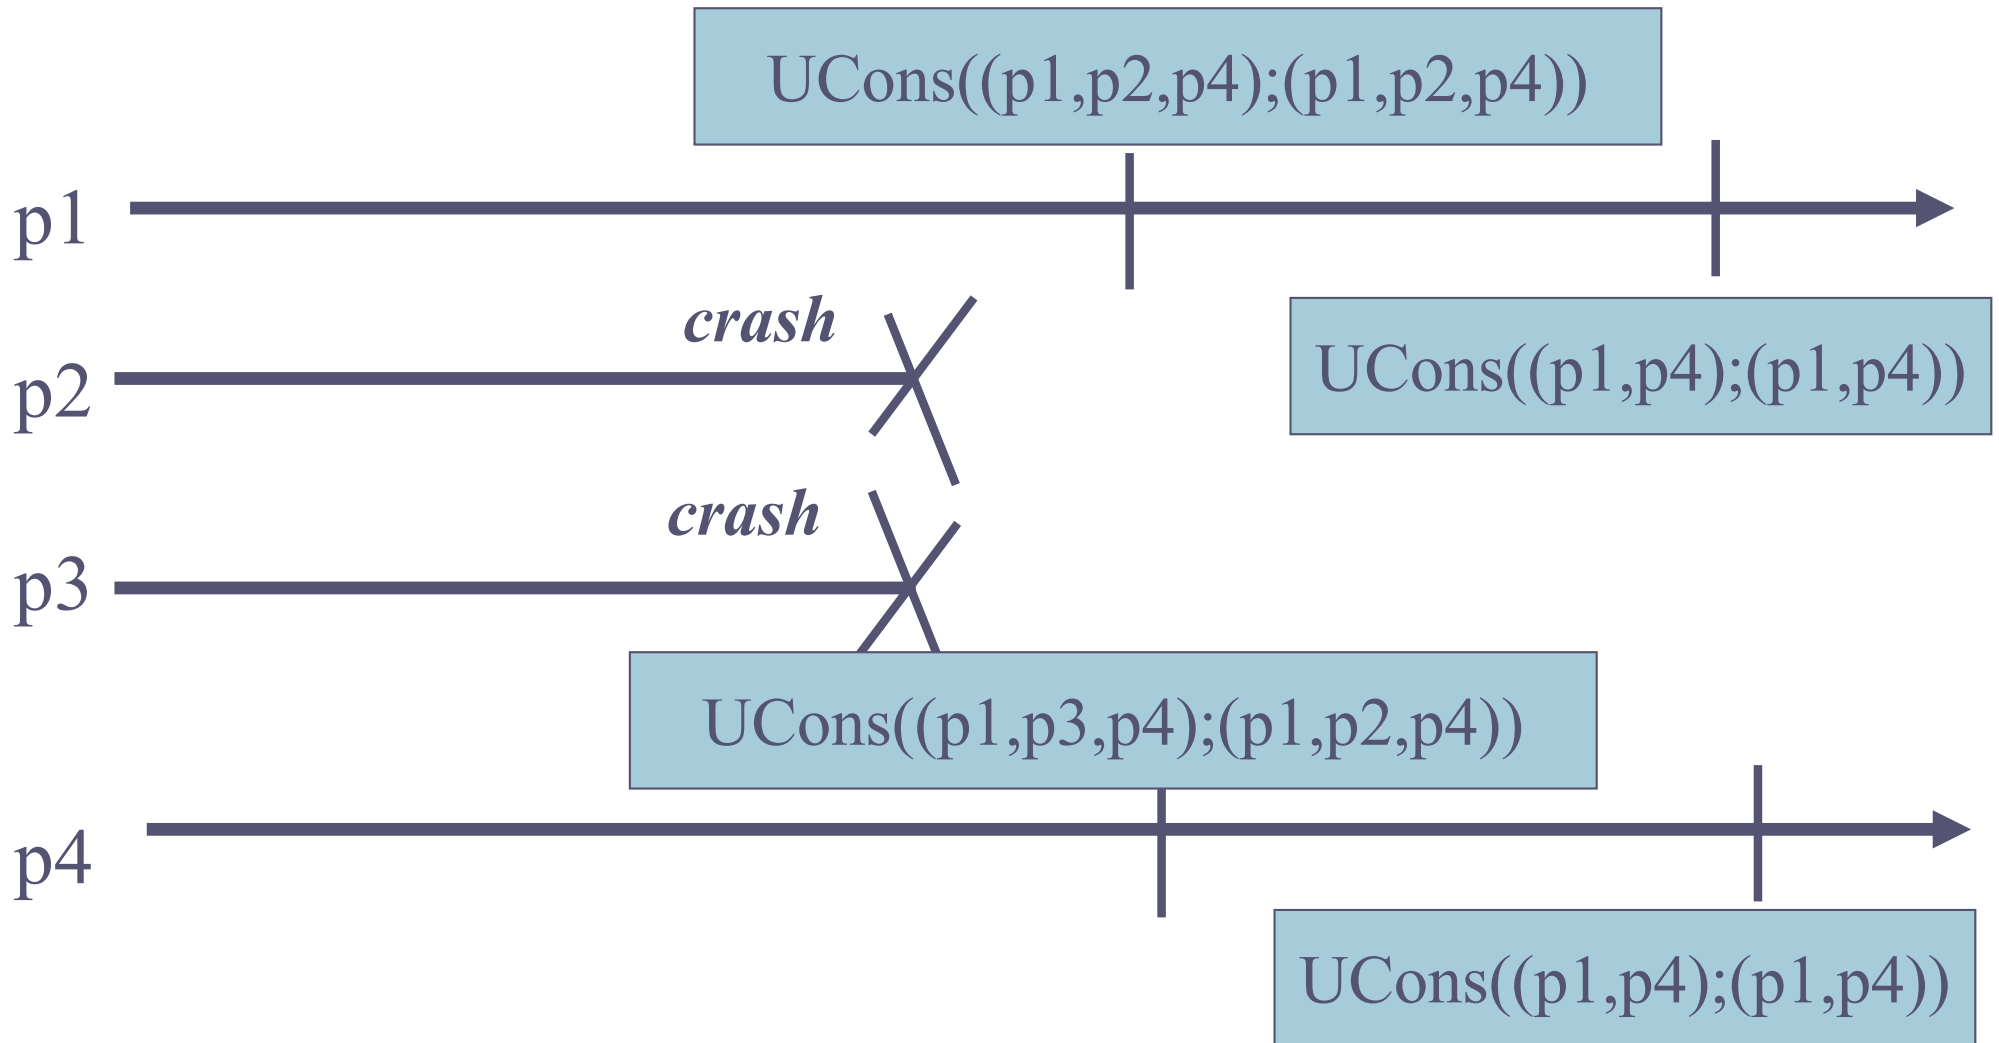 UCons((p1,p2,p4);(p1,p2,p4))
p1
crash
p2
UCons((p1,p4);(p1,p4))
crash
p3
UCons((p1,p3,p4);(p1,p2,p4))
p4
UCons((p1,p4);(p1,p4))